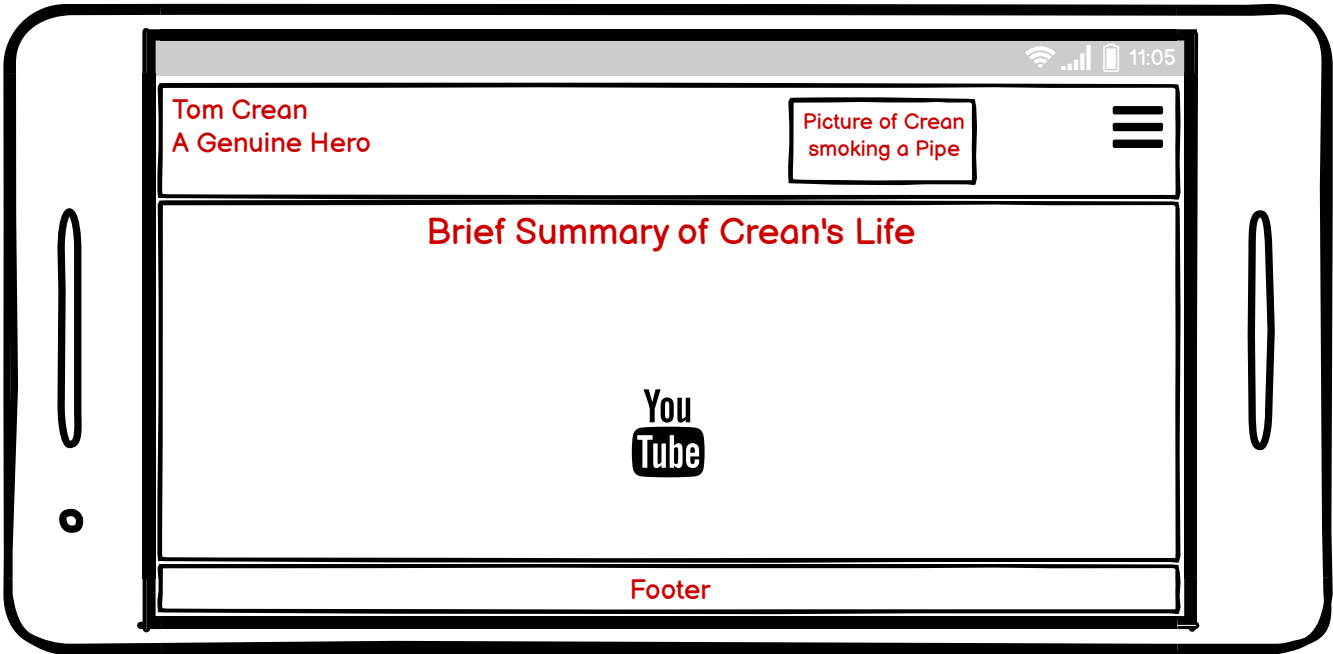 11:05
Tom Crean
A Genuine Hero
Picture of Crean
smoking a Pipe
Brief Summary of Crean's Life
You
Tube
Footer